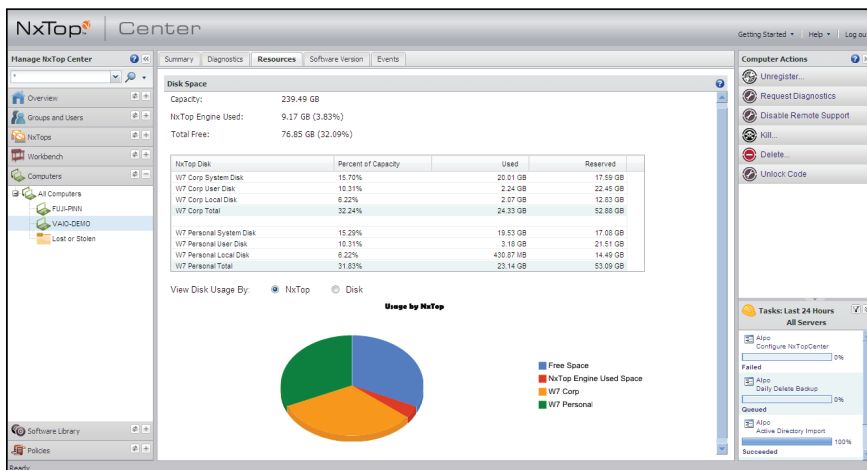 NxTop Center
Getting Started Help Log ou
Manage NxTop Center
*
Overview
Groups and Users
NxTops
Workbench
Computers
All Computers
FUJI-PINN
VAIO-DEMO
Lost or Stolen
Software Library
Policies
Ready
Summary Diagnostics Resources Software Version Events
Disk Space
Capacity: 239.49 GB
NxTop Engine Used: 9.17 GB (3.83%)
Total Free: 76.85 GB (32.09%)
NxTop Disk Percent of Capacity Used Reserved
W7 Corp System Disk 15.70% 20.01 GB 17.59 GB
W7 Corp User Disk 10.31% 2.24 GB 22.45 GB
W7 Corp Local Disk 6.22% 2.07 GB 12.83 GB
W7 Corp Total 32.24% 24.33 GB 52.88 GB
W7 Personal System Disk 15.29% 19.53 GB 17.08 GB
W7 Personal User Disk 10.31% 3.18 GB 21.51 GB
W7 Personal Local Disk 6.22% 430.87 MB 14.49 GB
W7 Personal Total 31.83% 23.14 GB 53.09 GB
View Disk Usage By: NxTop Disk
Usage by NxTop
Free Space
NxTop Engine Used Space
W7 Corp
W7 Personal
Computer Actions
Unregister...
Request Diagnostics
Disable Remote Support
Kill...
Delete...
Unlock Code
Tasks: Last 24 Hours
All Servers
Alpo
Configure NxTopCenter
0%
Failed
Alpo
Daily Delete Backup
0%
Queued
Alpo
Active Directory Import
100%
Succeeded